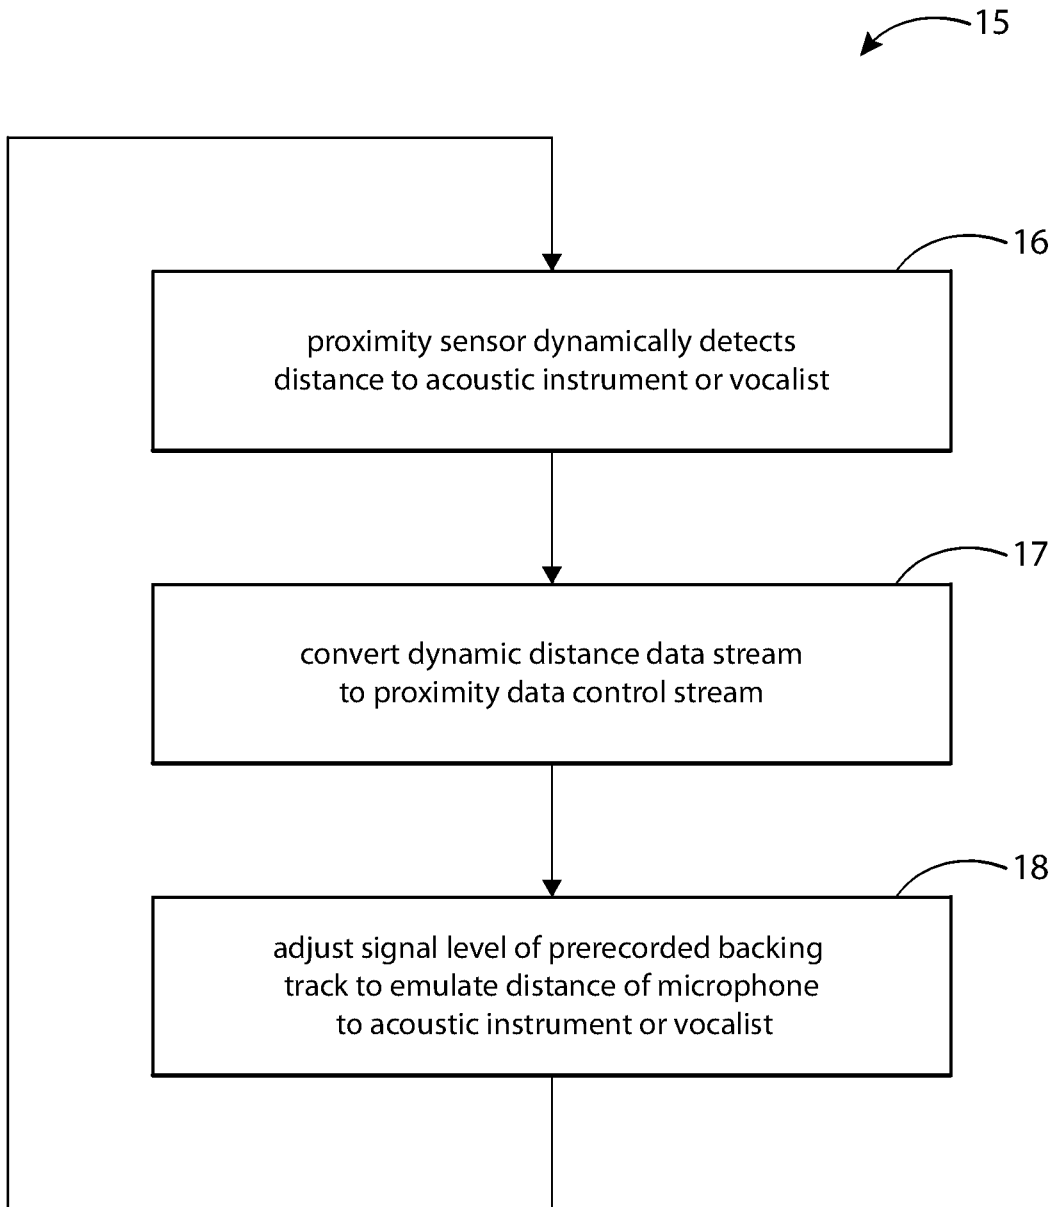 15
16
proximity sensor dynamically detects
distance to acoustic instrument or vocalist
17
convert dynamic distance data stream
to proximity data control stream
18
adjust signal level of prerecorded backing
track to emulate distance of microphone
to acoustic instrument or vocalist